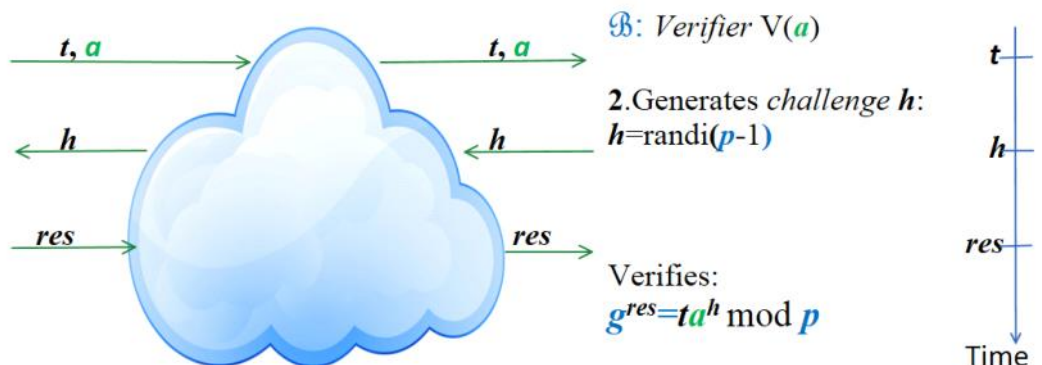 t, a
t, a
ℬ: Verifier V(a)
t
2.Generates challenge h:
h=randi(p-1)
h
h
h
res
res
res
Verifies:
g^res=ta^h mod p
Time